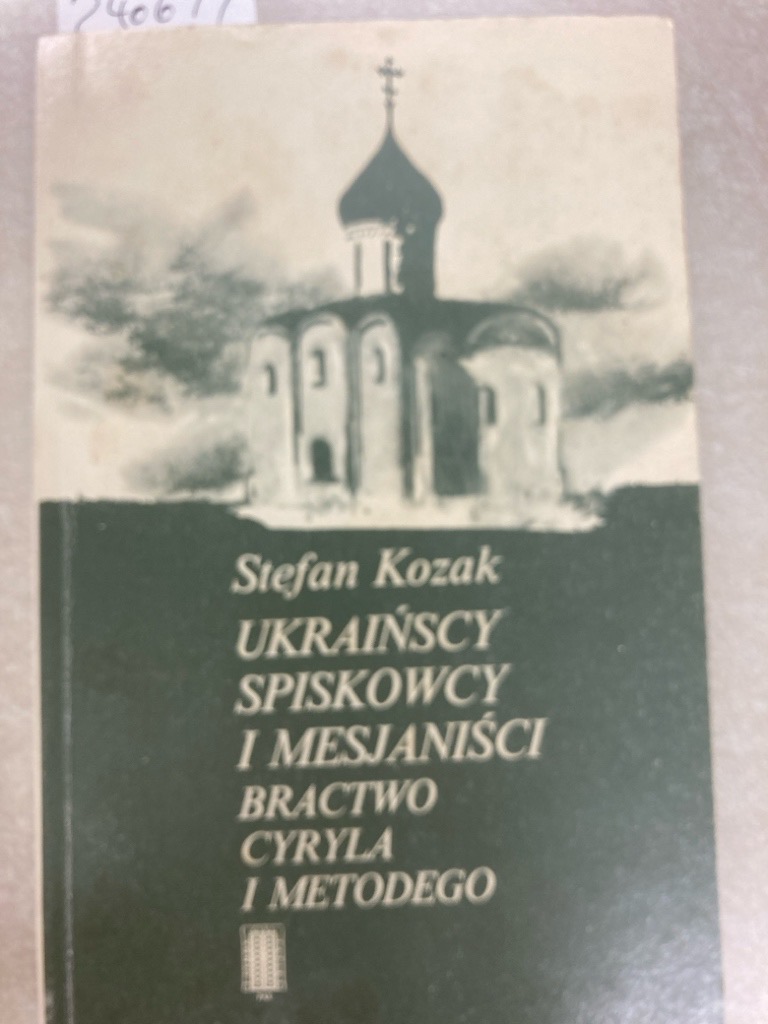 Stefan Kozak
UKRAIŃSCY
SPISKOWCY
I MESJANIŚCI
BRACTWO
CYRYLA
I METODEGO